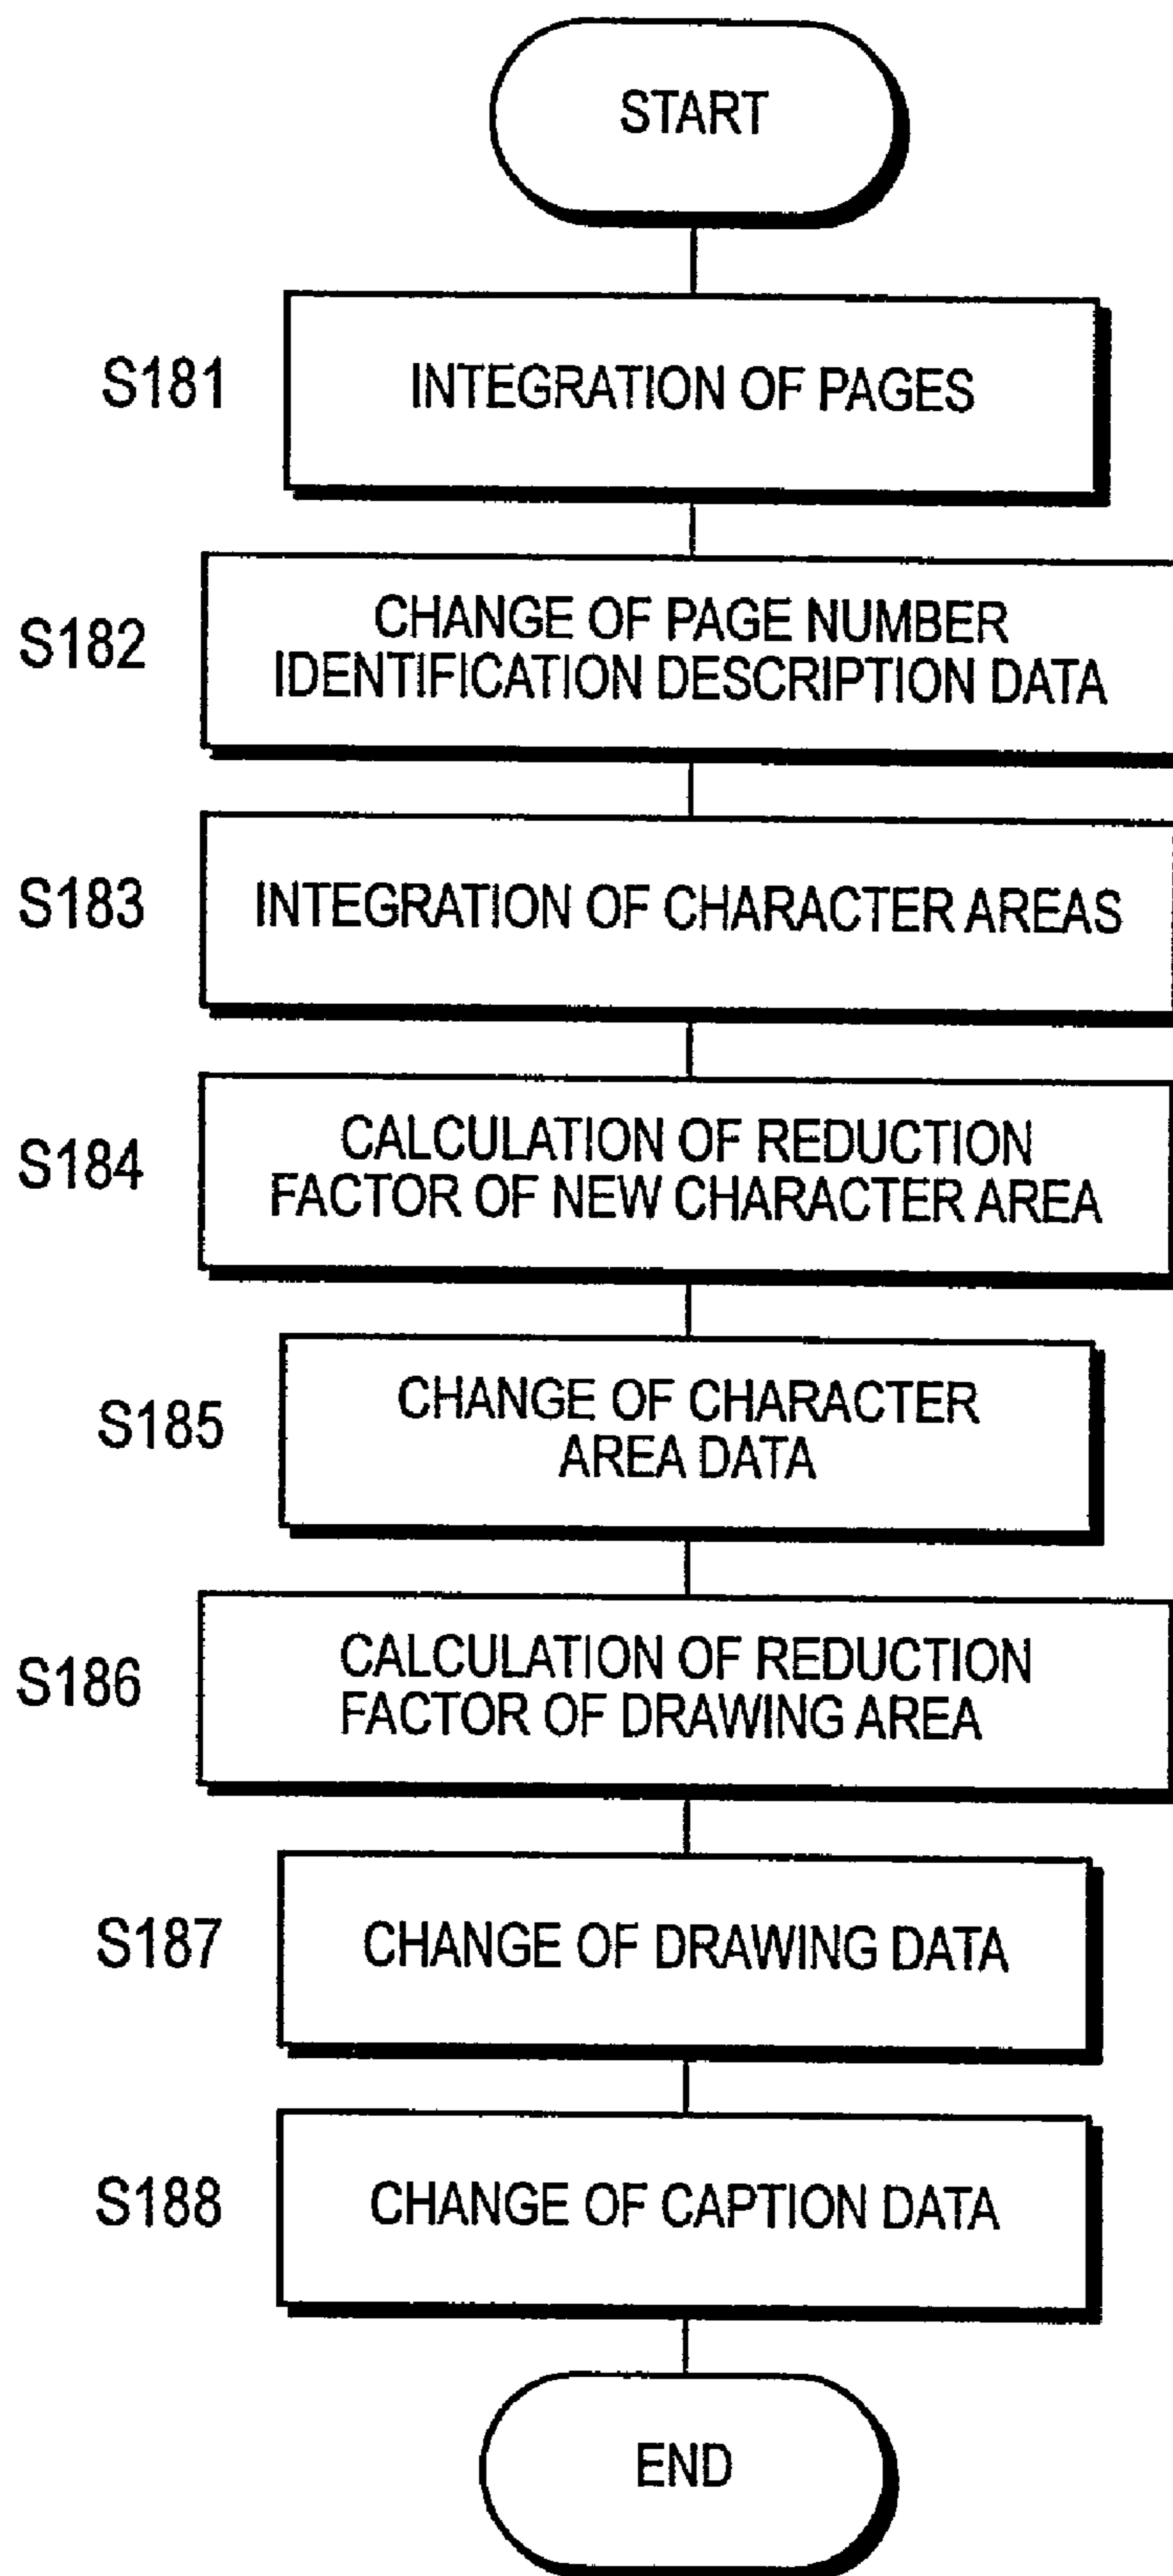 START
S181
INTEGRATION OF PAGES
S182
CHANGE OF PAGE NUMBER
IDENTIFICATION DESCRIPTION DATA
S183
INTEGRATION OF CHARACTER AREAS
S184
CALCULATION OF REDUCTION
FACTOR OF NEW CHARACTER AREA
S185
CHANGE OF CHARACTER
AREA DATA
S186
CALCULATION OF REDUCTION
FACTOR OF DRAWING AREA
S187
CHANGE OF DRAWING DATA
S188
CHANGE OF CAPTION DATA
END